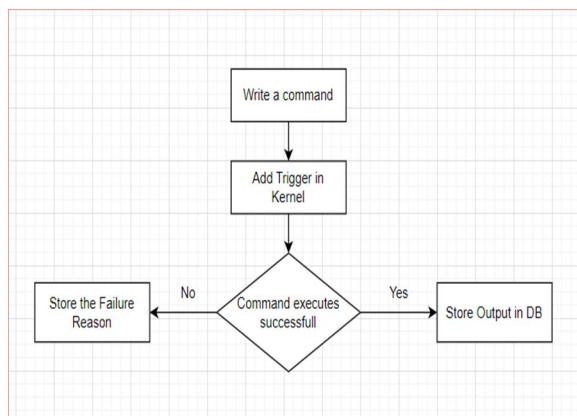 Write a command
Add Trigger in
Kernel
No
Yes
Store the Failure
Reason
Command executes
successfull
Store Output in DB